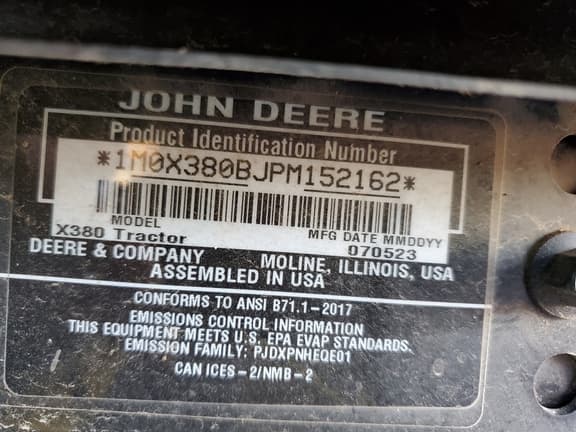 JOHN DEERE
Product Identification Number
*1M0X380BJPM152162*
MODEL MFG DATE MMDDYY
X380 Tractor 070523
DEERE & COMPANY MOLINE, ILLINOIS, USA
ASSEMBLED IN USA
CONFORMS TO ANSI B71.1-2017
EMISSIONS CONTROL INFORMATION
THIS EQUIPMENT MEETS U.S. EPA EVAP STANDARDS.
EMISSION FAMILY: PJDXPNHEQE01
CAN ICES-2/NMB-2